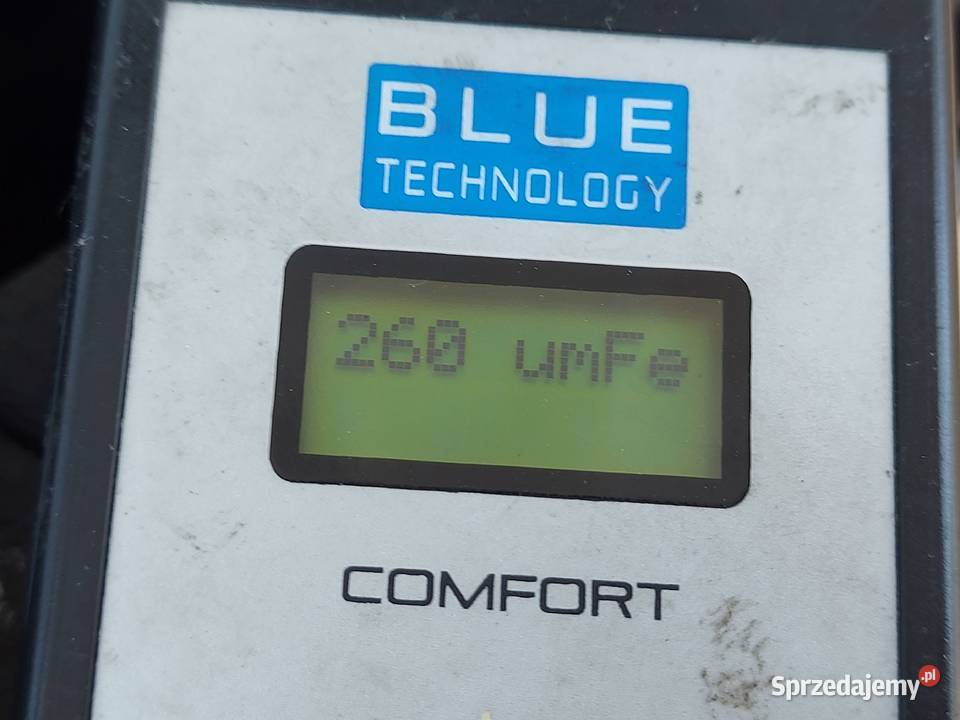 BLUE
TECHNOLOGY
260 umFe
COMFORT
Sprzedajemy.pl